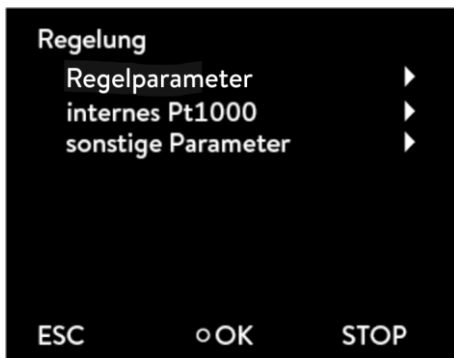 Regelung
Regelparameter
internes Pt1000
sonstige Parameter
ESC OK STOP